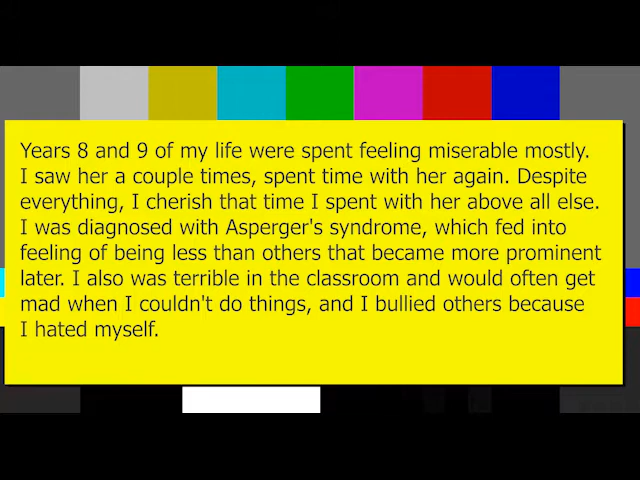 Years 8 and 9 of my life were spent feeling miserable mostly.
I saw her a couple times, spent time with her again. Despite
everything, I cherish that time I spent with her above all else.
I was diagnosed with Asperger's syndrome, which fed into
feeling of being less than others that became more prominent
later. I also was terrible in the classroom and would often get
mad when I couldn't do things, and I bullied others because
I hated myself.